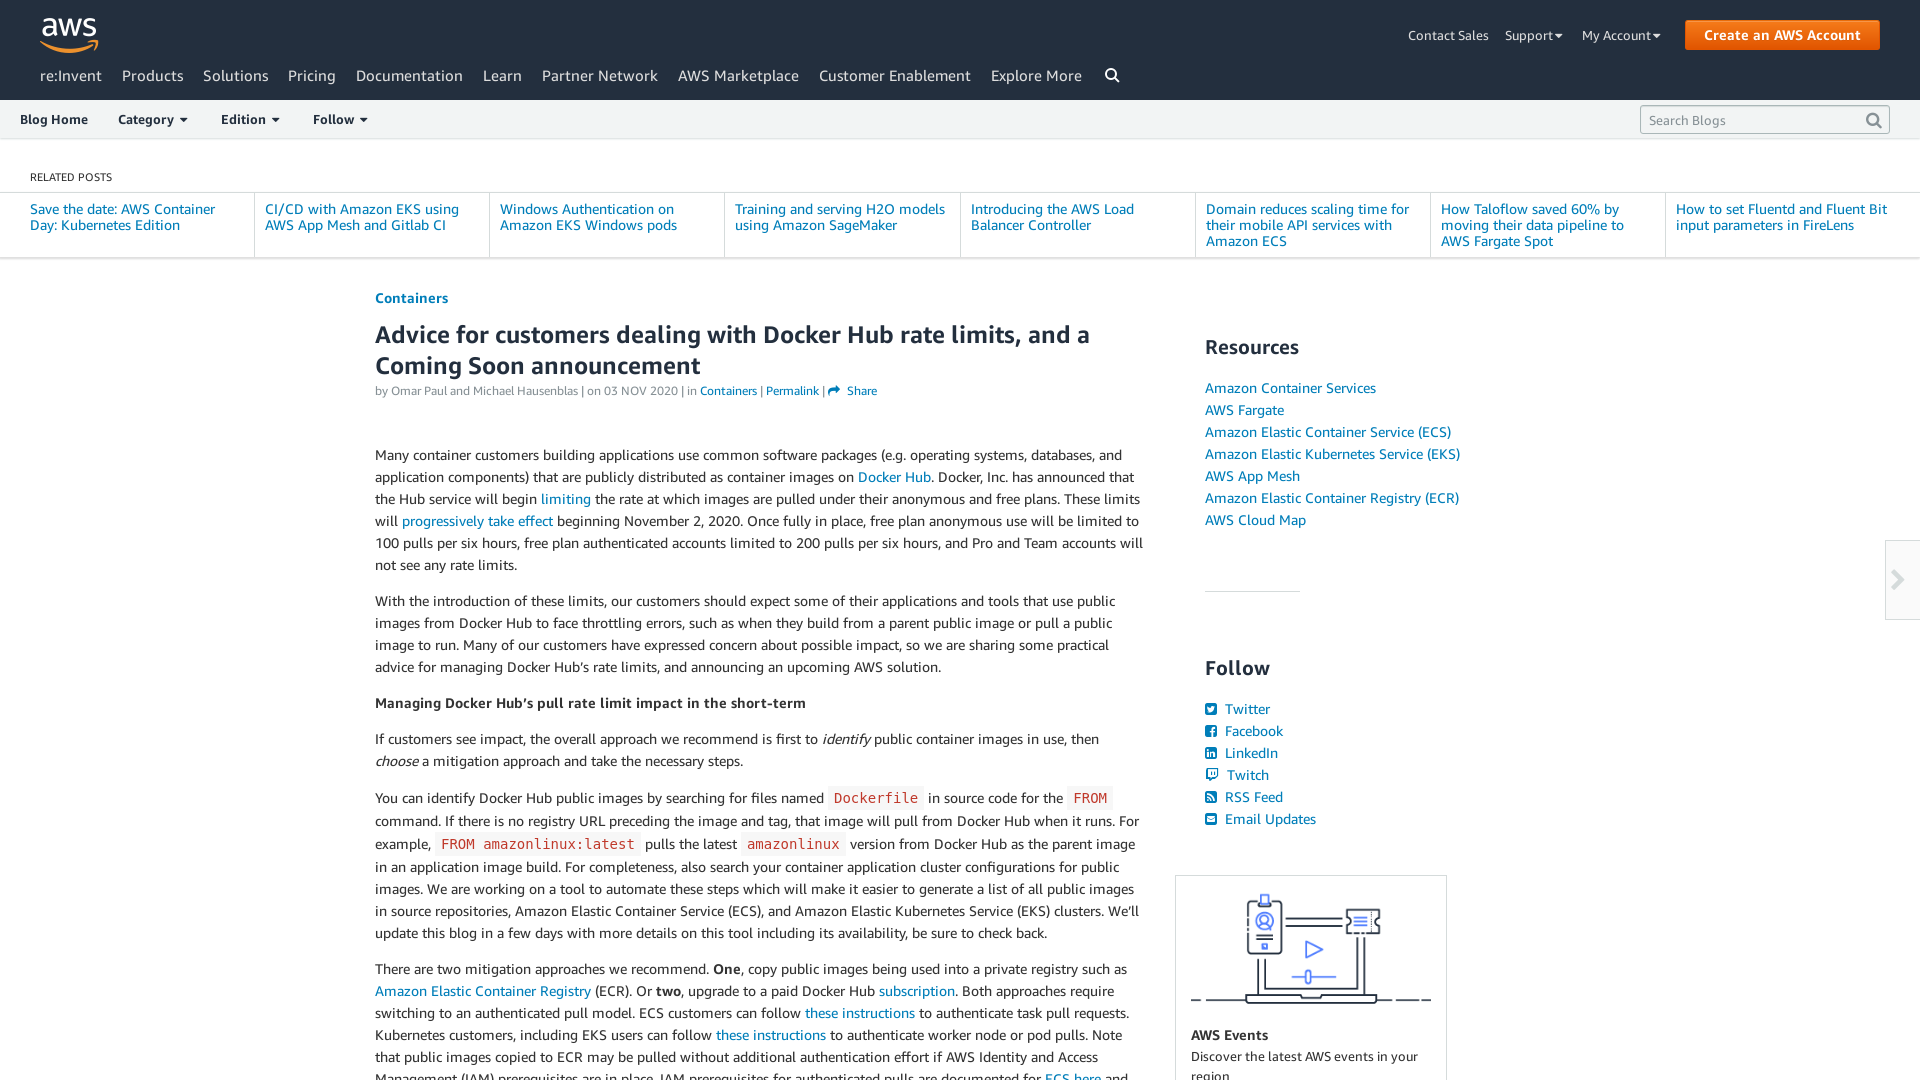 aws
Contact Sales Support My Account Create an AWS Account
re:Invent Products Solutions Pricing Documentation Learn Partner Network AWS Marketplace Customer Enablement Explore More
Blog Home Category Edition Follow Search Blogs
RELATED POSTS
Save the date: AWS Container
Day: Kubernetes Edition
CI/CD with Amazon EKS using
AWS App Mesh and Gitlab CI
Windows Authentication on
Amazon EKS Windows pods
Training and serving H2O models
using Amazon SageMaker
Introducing the AWS Load
Balancer Controller
Domain reduces scaling time for
their mobile API services with
Amazon ECS
How Taloflow saved 60% by
moving their data pipeline to
AWS Fargate Spot
How to set Fluentd and Fluent Bit
input parameters in FireLens
Containers
Advice for customers dealing with Docker Hub rate limits, and a
Coming Soon announcement
by Omar Paul and Michael Hausenblas | on 03 NOV 2020 | in Containers | Permalink | Share
Many container customers building applications use common software packages (e.g. operating systems, databases, and
application components) that are publicly distributed as container images on Docker Hub. Docker, Inc. has announced that
the Hub service will begin limiting the rate at which images are pulled under their anonymous and free plans. These limits
will progressively take effect beginning November 2, 2020. Once fully in place, free plan anonymous use will be limited to
100 pulls per six hours, free plan authenticated accounts limited to 200 pulls per six hours, and Pro and Team accounts will
not see any rate limits.
With the introduction of these limits, our customers should expect some of their applications and tools that use public
images from Docker Hub to face throttling errors, such as when they build from a parent public image or pull a public
image to run. Many of our customers have expressed concern about possible impact, so we are sharing some practical
advice for managing Docker Hub’s rate limits, and announcing an upcoming AWS solution.
Managing Docker Hub’s pull rate limit impact in the short-term
If customers see impact, the overall approach we recommend is first to identify public container images in use, then
choose a mitigation approach and take the necessary steps.
You can identify Docker Hub public images by searching for files named Dockerfile in source code for the FROM
command. If there is no registry URL preceding the image and tag, that image will pull from Docker Hub when it runs. For
example, FROM amazonlinux:latest pulls the latest amazonlinux version from Docker Hub as the parent image
in an application image build. For completeness, also search your container application cluster configurations for public
images. We are working on a tool to automate these steps which will make it easier to generate a list of all public images
in source repositories, Amazon Elastic Container Service (ECS), and Amazon Elastic Kubernetes Service (EKS) clusters. We’ll
update this blog in a few days with more details on this tool including its availability, be sure to check back.
There are two mitigation approaches we recommend. One, copy public images being used into a private registry such as
Amazon Elastic Container Registry (ECR). Or two, upgrade to a paid Docker Hub subscription. Both approaches require
switching to an authenticated pull model. ECS customers can follow these instructions to authenticate task pull requests.
Kubernetes customers, including EKS users can follow these instructions to authenticate worker node or pod pulls. Note
that public images copied to ECR may be pulled without additional authentication effort if AWS Identity and Access
Management (IAM) prerequisites are in place. IAM prerequisites for authenticated pulls are documented for ECS here and
Resources
Amazon Container Services
AWS Fargate
Amazon Elastic Container Service (ECS)
Amazon Elastic Kubernetes Service (EKS)
AWS App Mesh
Amazon Elastic Container Registry (ECR)
AWS Cloud Map
Follow
Twitter
Facebook
LinkedIn
Twitch
RSS Feed
Email Updates
AWS Events
Discover the latest AWS events in your
region